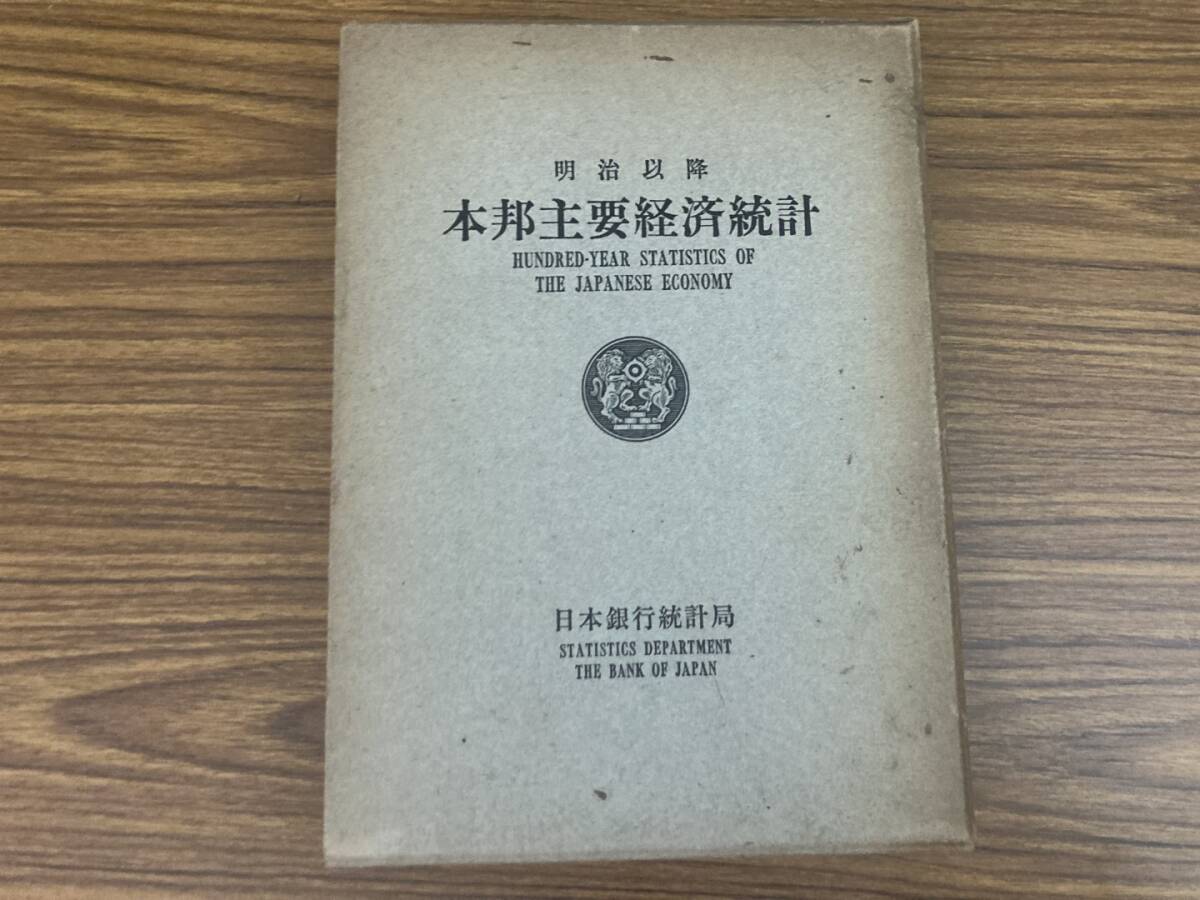 明治以降
本邦主要経済統計
HUNDRED-YEAR STATISTICS OF
THE JAPANESE ECONOMY
日本銀行統計局
STATISTICS DEPARTMENT
THE BANK OF JAPAN